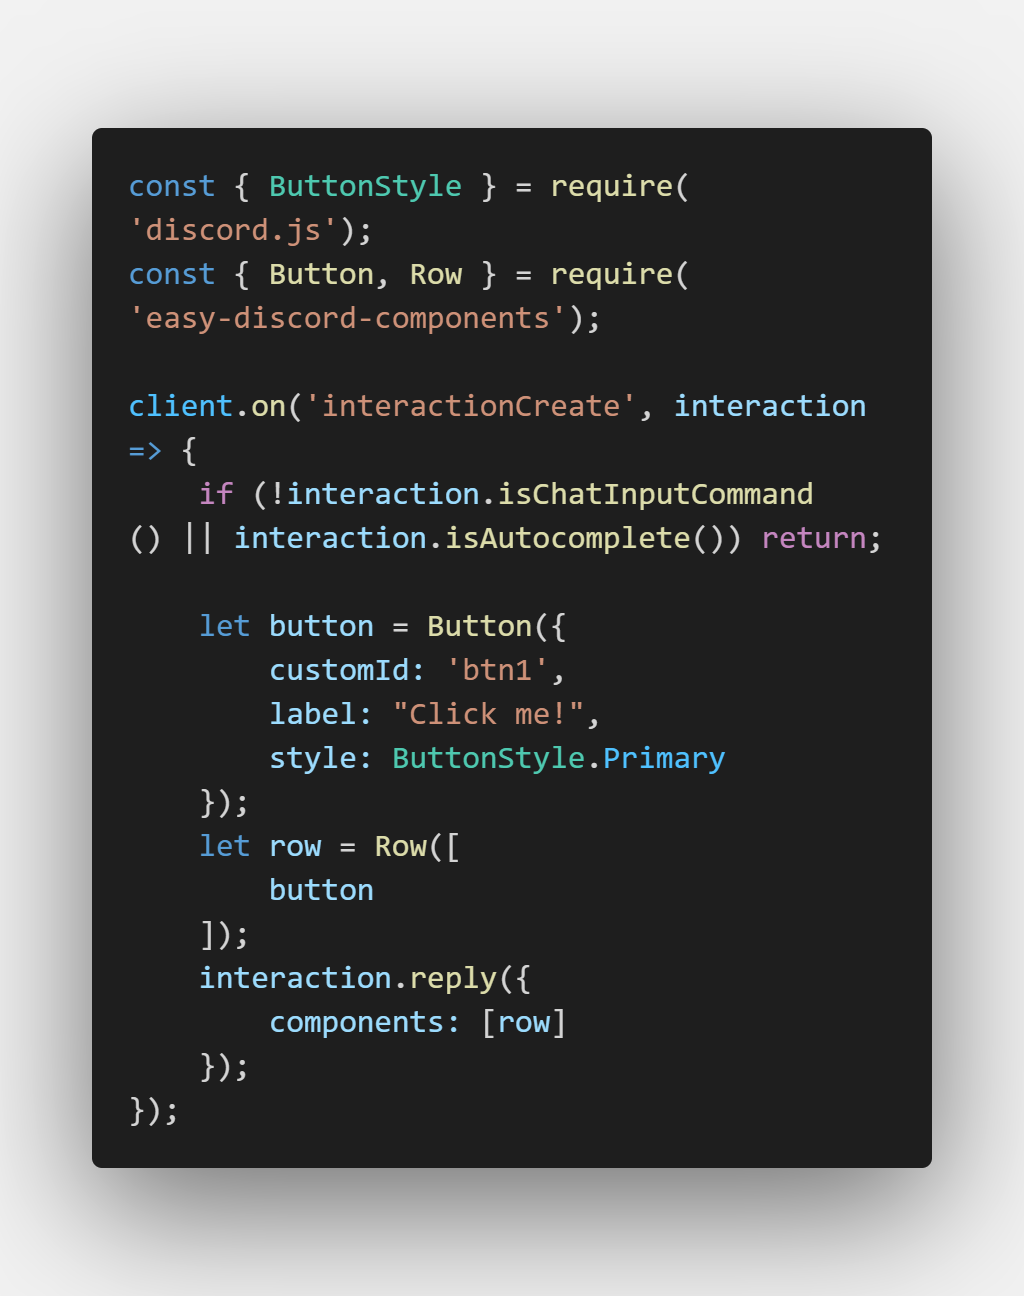 const { ButtonStyle } = require(
'discord.js');
const { Button, Row } = require(
'easy-discord-components');

client.on('interactionCreate', interaction
=> {
    if (!interaction.isChatInputCommand
() || interaction.isAutocomplete()) return;

    let button = Button({
        customId: 'btn1',
        label: "Click me!",
        style: ButtonStyle.Primary
    });
    let row = Row([
        button
    ]);
    interaction.reply({
        components: [row]
    });
});